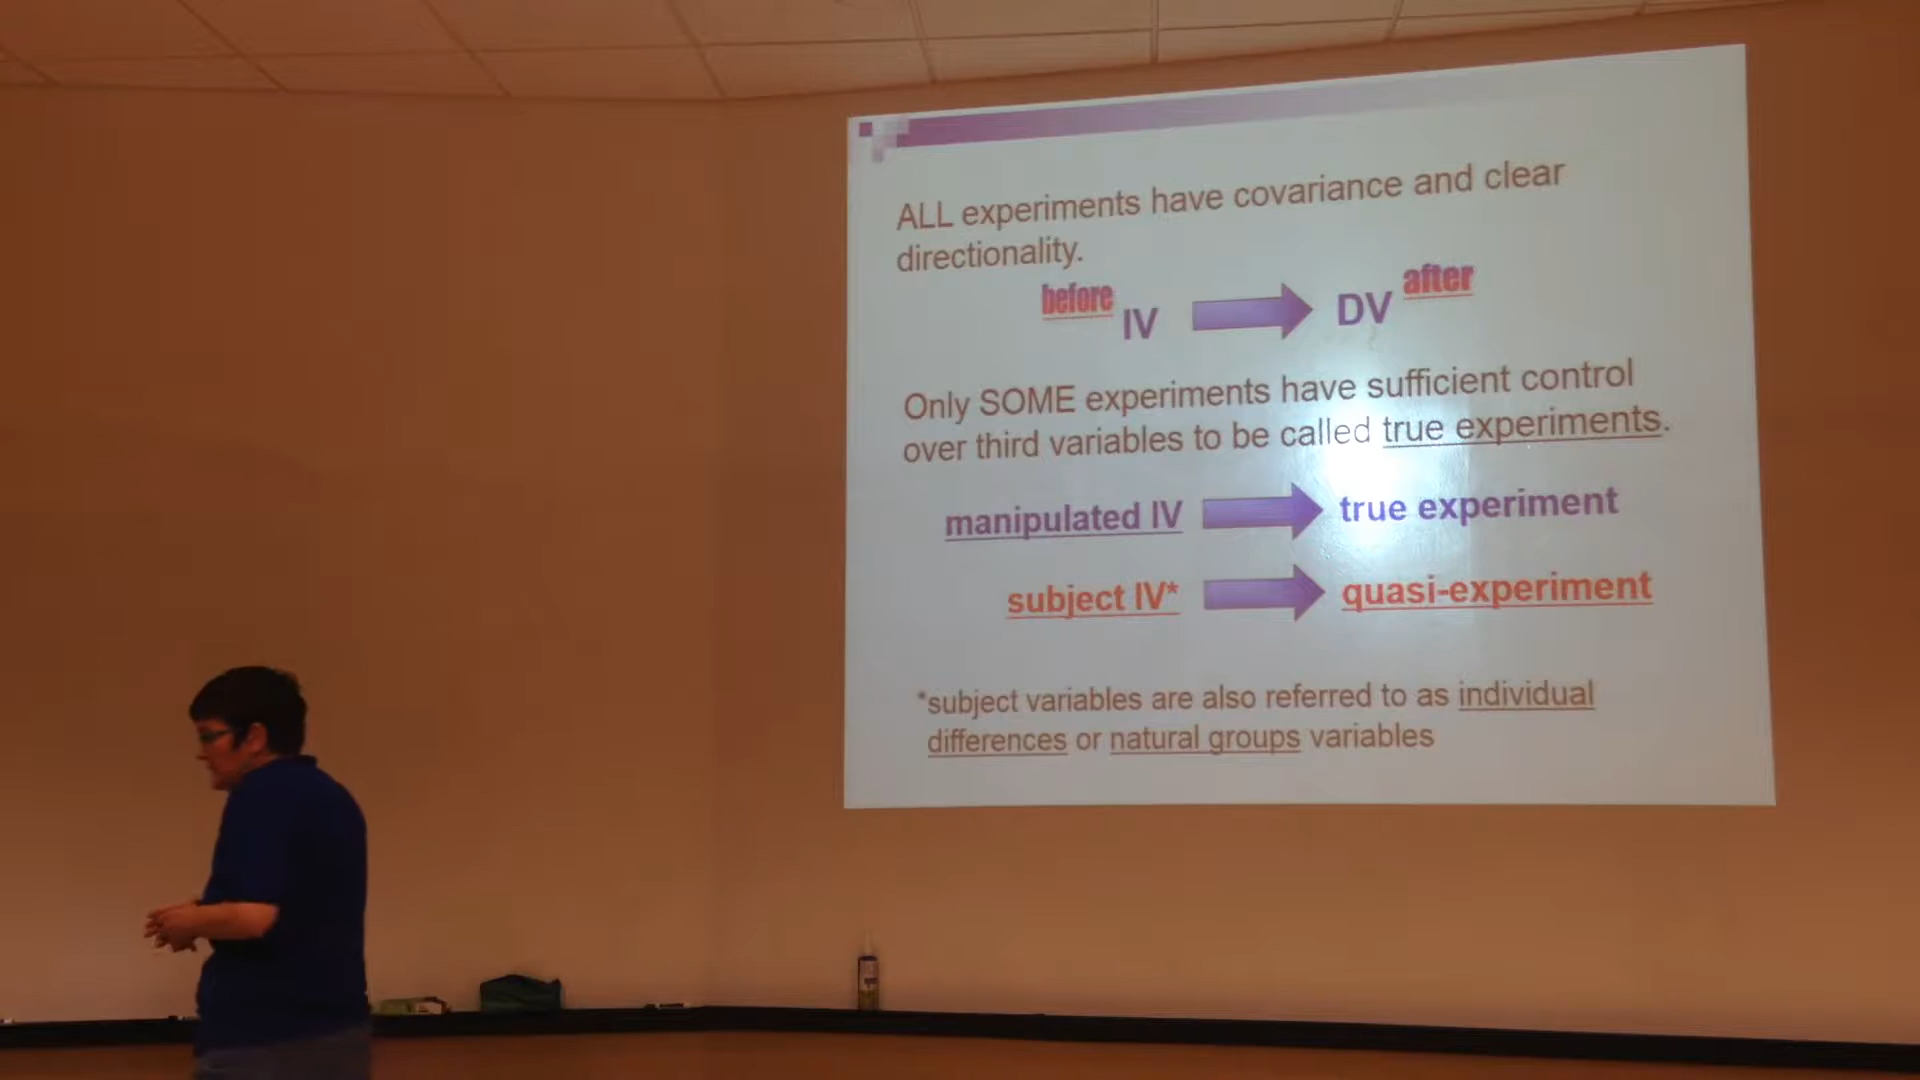 ALL experiments have covariance and clear
directionality.
before IV DV after
Only SOME experiments have sufficient control
over third variables to be called true experiments.
manipulated IV true experiment
subject IV* quasi-experiment
*subject variables are also referred to as individual
differences or natural groups variables